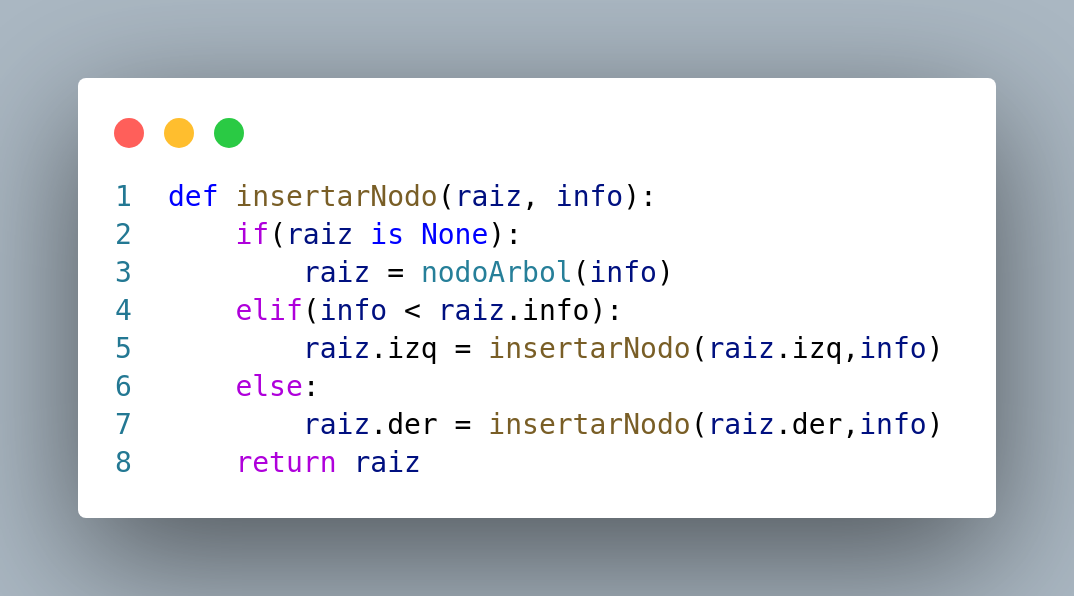 1 def insertarNodo(raiz, info):
2     if(raiz is None):
3         raiz = nodoArbol(info)
4     elif(info < raiz.info):
5         raiz.izq = insertarNodo(raiz.izq,info)
6     else:
7         raiz.der = insertarNodo(raiz.der,info)
8     return raiz